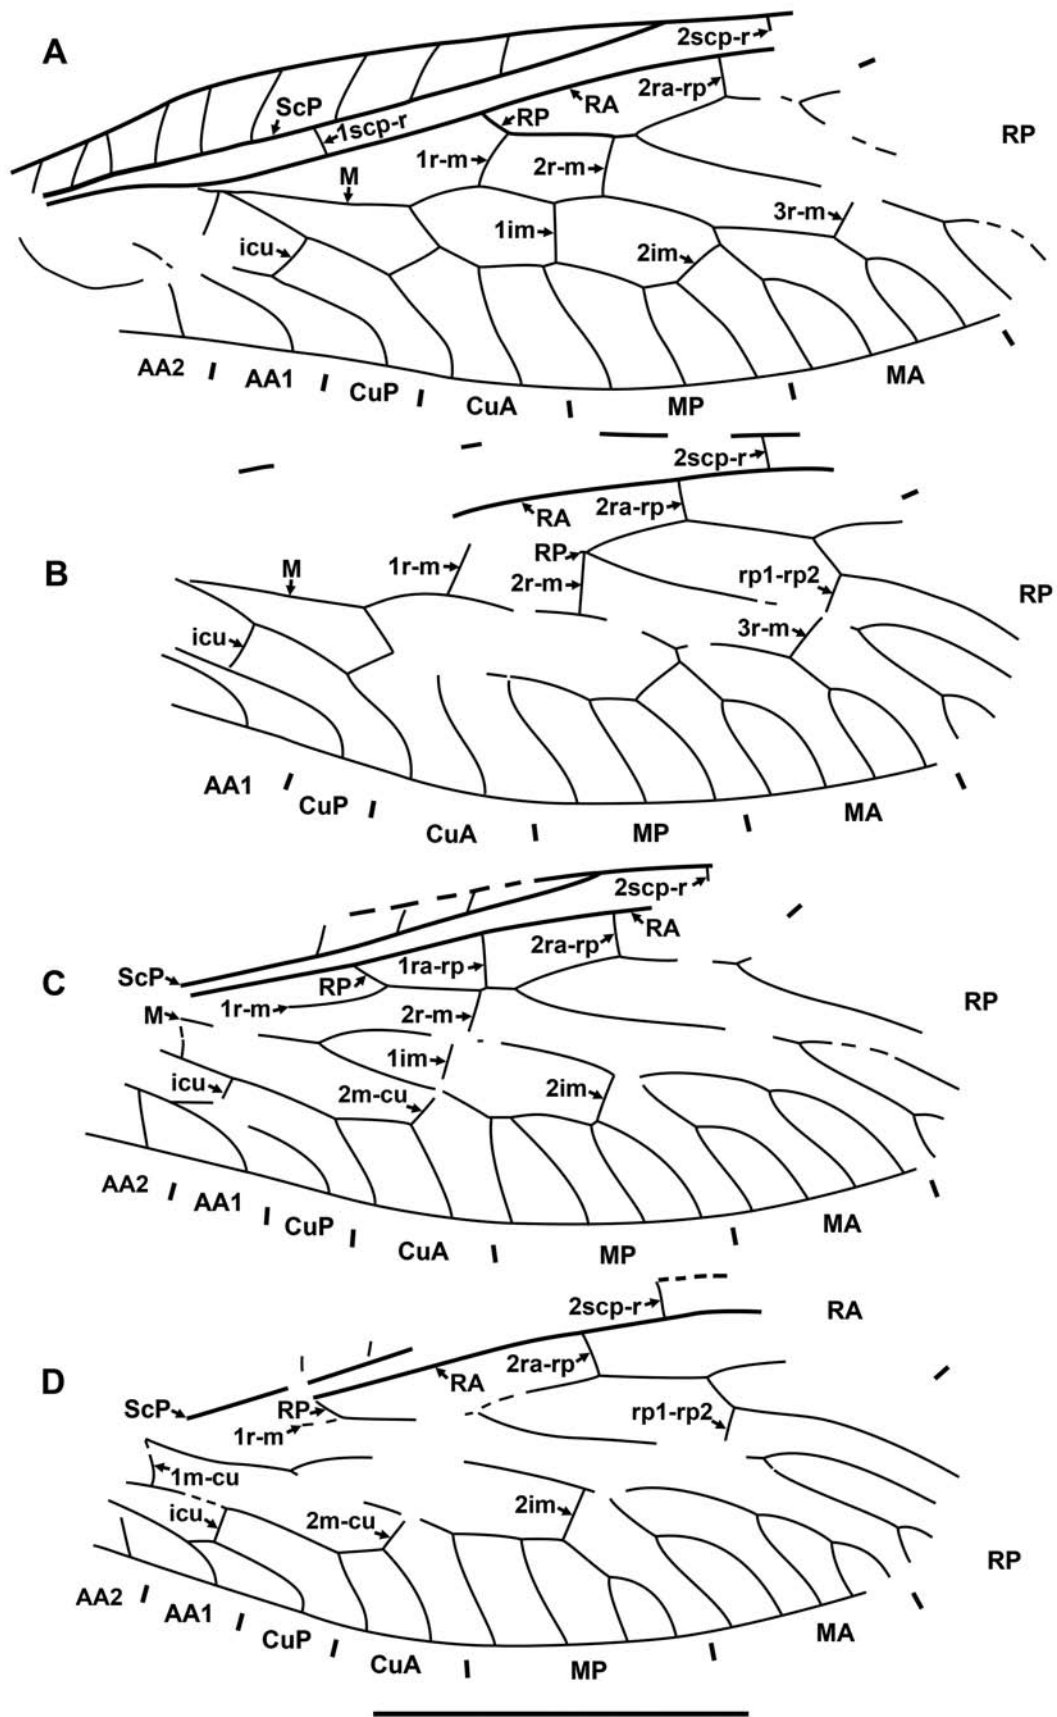 A
2scp-r
2ra-rp
ScP
RA
1scp-r
RP
RP
1r-m
2r-m
M
3r-m
1im
icu
2im
AA2
AA1
CuP
CuA
MP
MA
2scp-r
2ra-rp
RA
B
M
1r-m
RP
2r-m
rp1-rp2
RP
icu
3r-m
AA1
CuP
CuA
MP
MA
2scp-r
RA
2ra-rp
1ra-rp
C
ScP
RP
RP
M
1r-m
2r-m
1im
icu
2m-cu
2im
AA2
AA1
CuP
CuA
MP
MA
2scp-r
RA
2ra-rp
D
RA
ScP
RP
rp1-rp2
1r-m
1m-cu
icu
2m-cu
2im
RP
AA2
AA1
CuP
CuA
MP
MA